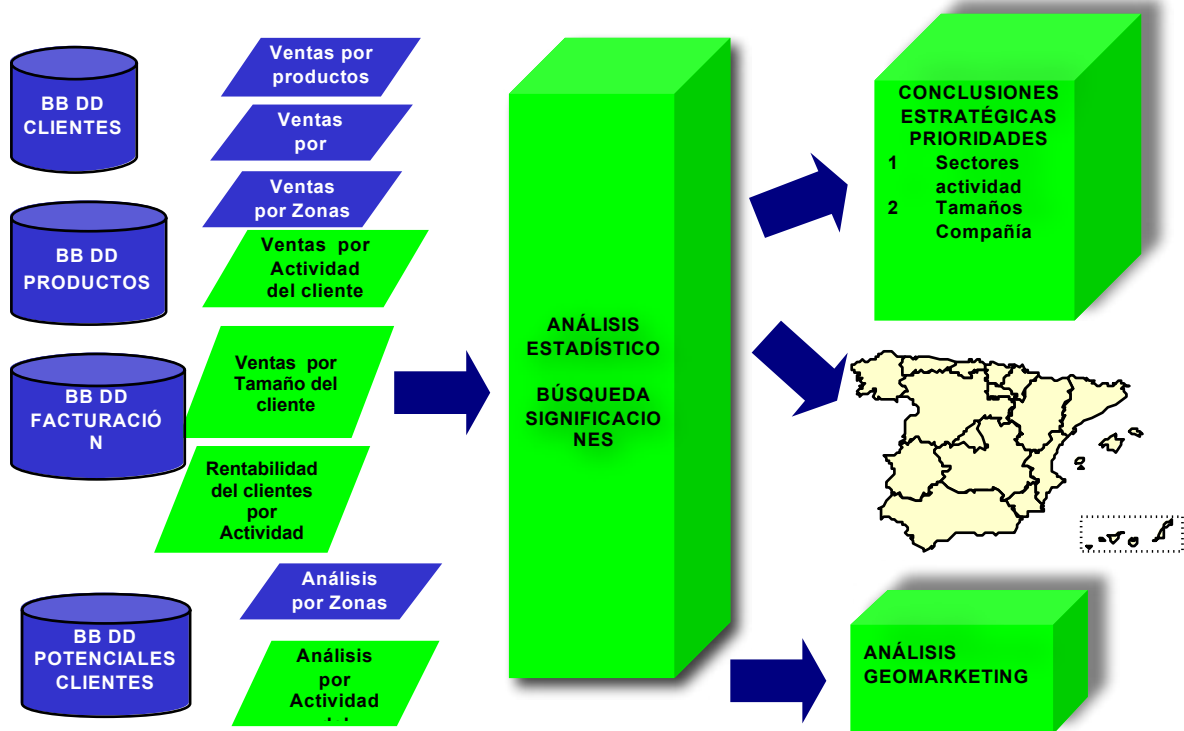 BB DD
CLIENTES
Ventas por
productos
Ventas
por
Ventas
por Zonas
BB DD
PRODUCTOS
Ventas por
Actividad
del cliente
BB DD
FACTURACIÓ
N
Ventas por
Tamaño del
cliente
Rentabilidad
del clientes
por
Actividad
BB DD
POTENCIALES
CLIENTES
Análisis
por Zonas
Análisis
por
Actividad
ANÁLISIS
ESTADÍSTICO
BÚSQUEDA
SIGNIFICACIO
NES
CONCLUSIONES
ESTRATÉGICAS
PRIORIDADES
1 Sectores
actividad
2 Tamaños
Compañía
ANÁLISIS
GEOMARKETING